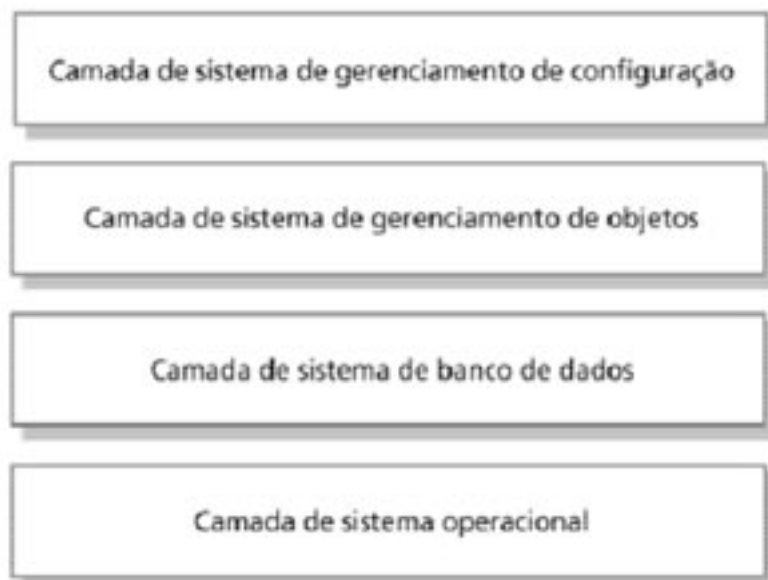 Camada de sistema de gerenciamento de configuração
Camada de sistema de gerenciamento de objetos
Camada de sistema de banco de dados
Camada de sistema operacional